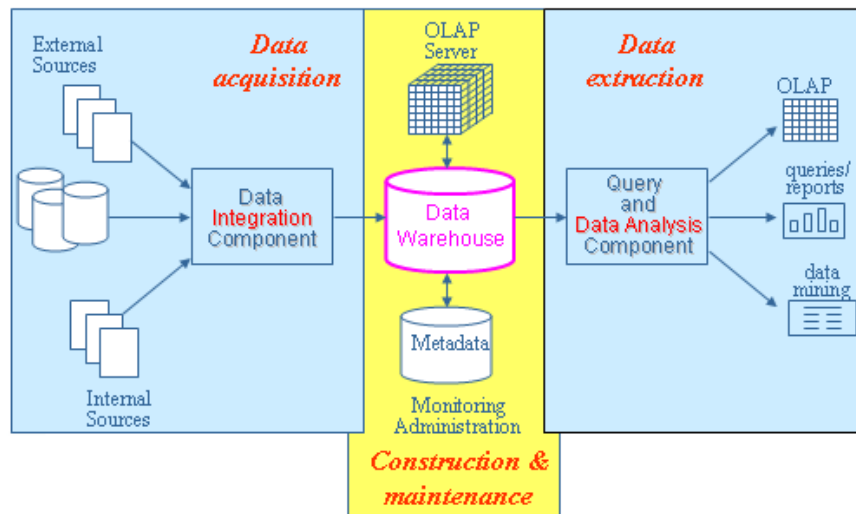 External
Sources
Data
acquisition
Data
Integration
Component
Internal
Sources
OLAP
Server
Data
Warehouse
Metadata
Monitoring
Administration
Construction &
maintenance
Data
extraction
Query
and
Data Analysis
Component
OLAP
queries/
reports
data
mining